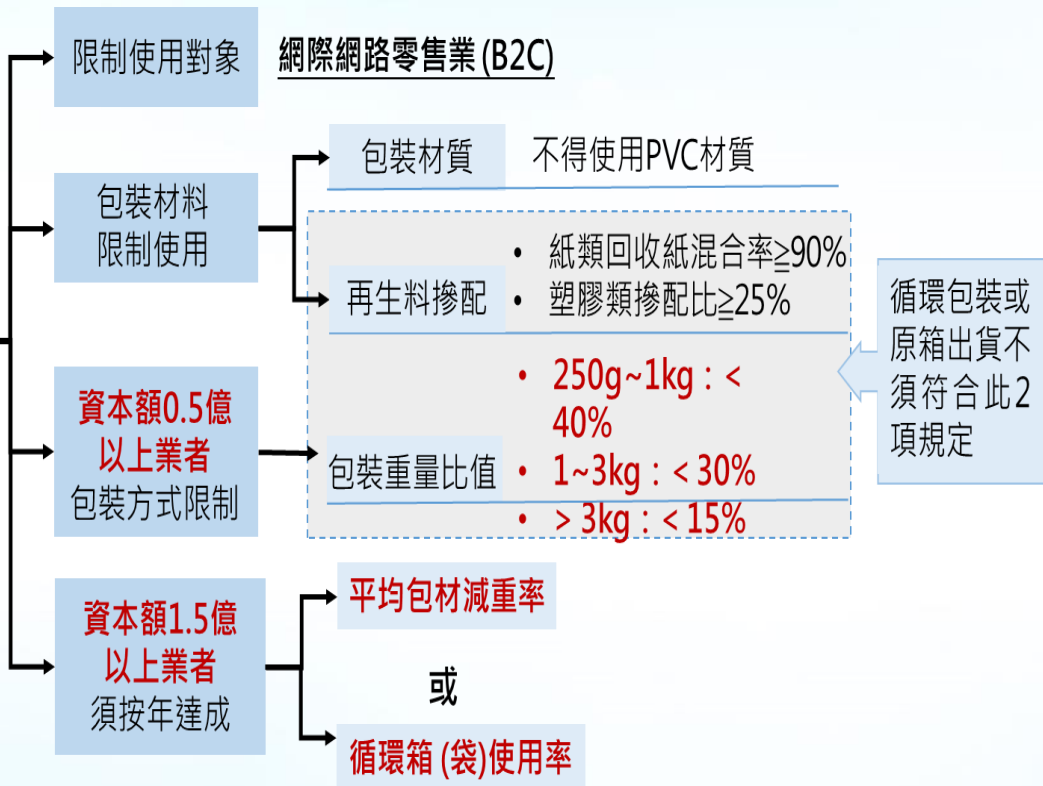 限制使用對象
網際網路零售業 (B2C)
包裝材料
限制使用
包裝材質
不得使用PVC材質
再生料摻配
• 紙類回收紙混合率≧90%
• 塑膠類摻配比≧25%
資本額0.5億
以上業者
包裝方式限制
包裝重量比值
• 250g~1kg：<
40%
• 1~3kg：< 30%
• > 3kg：< 15%
循環包裝或
原箱出貨不
須符合此2
項規定
資本額1.5億
以上業者
須按年達成
平均包材減重率
或
循環箱 (袋)使用率